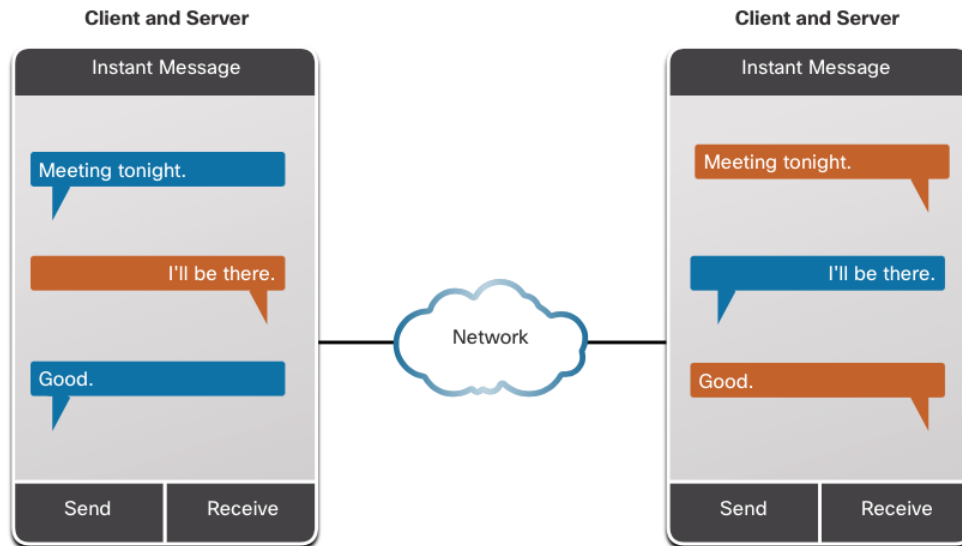 Client and Server
Instant Message
Meeting tonight.
I'll be there.
Good.
Send
Receive
Network
Client and Server
Instant Message
Meeting tonight.
I'll be there.
Good.
Send
Receive